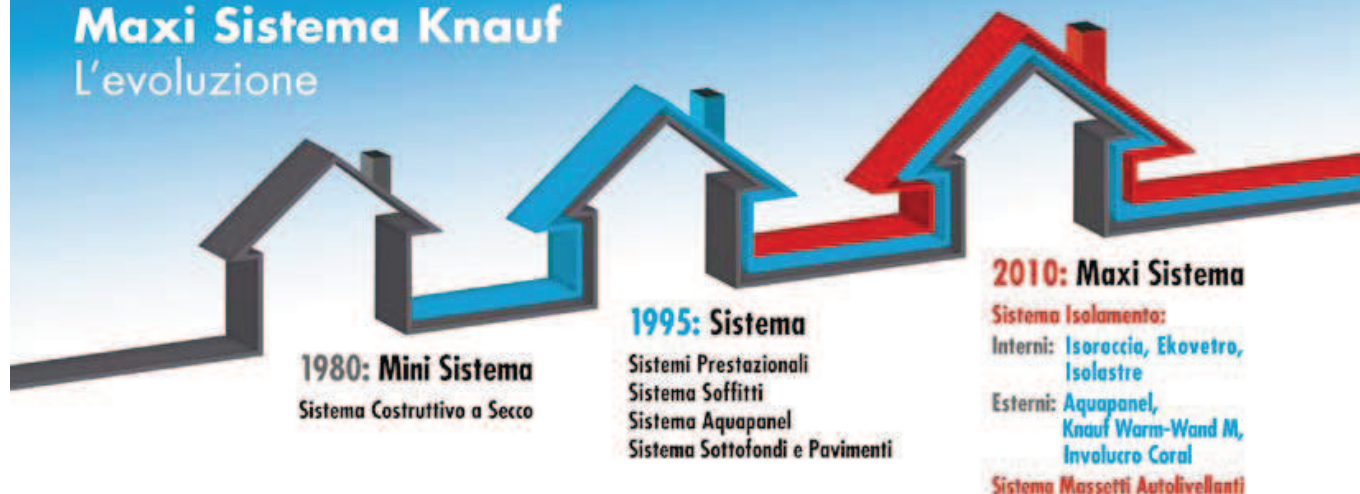 Maxi Sistema Knauf
L'evoluzione
1980: Mini Sistema
Sistema Costruttivo a Secco
1995: Sistema
Sistemi Prestazionali
Sistema Soffitti
Sistema Aquapanel
Sistema Sottofondi e Pavimenti
2010: Maxi Sistema
Sistema Isolamento:
Interni: Isoroccia, Ekovetro,
Isolastre
Esterni: Aquapanel,
Knauf Warm-Wand M,
Involucro Coral
Sistema Massetti Autolivellanti